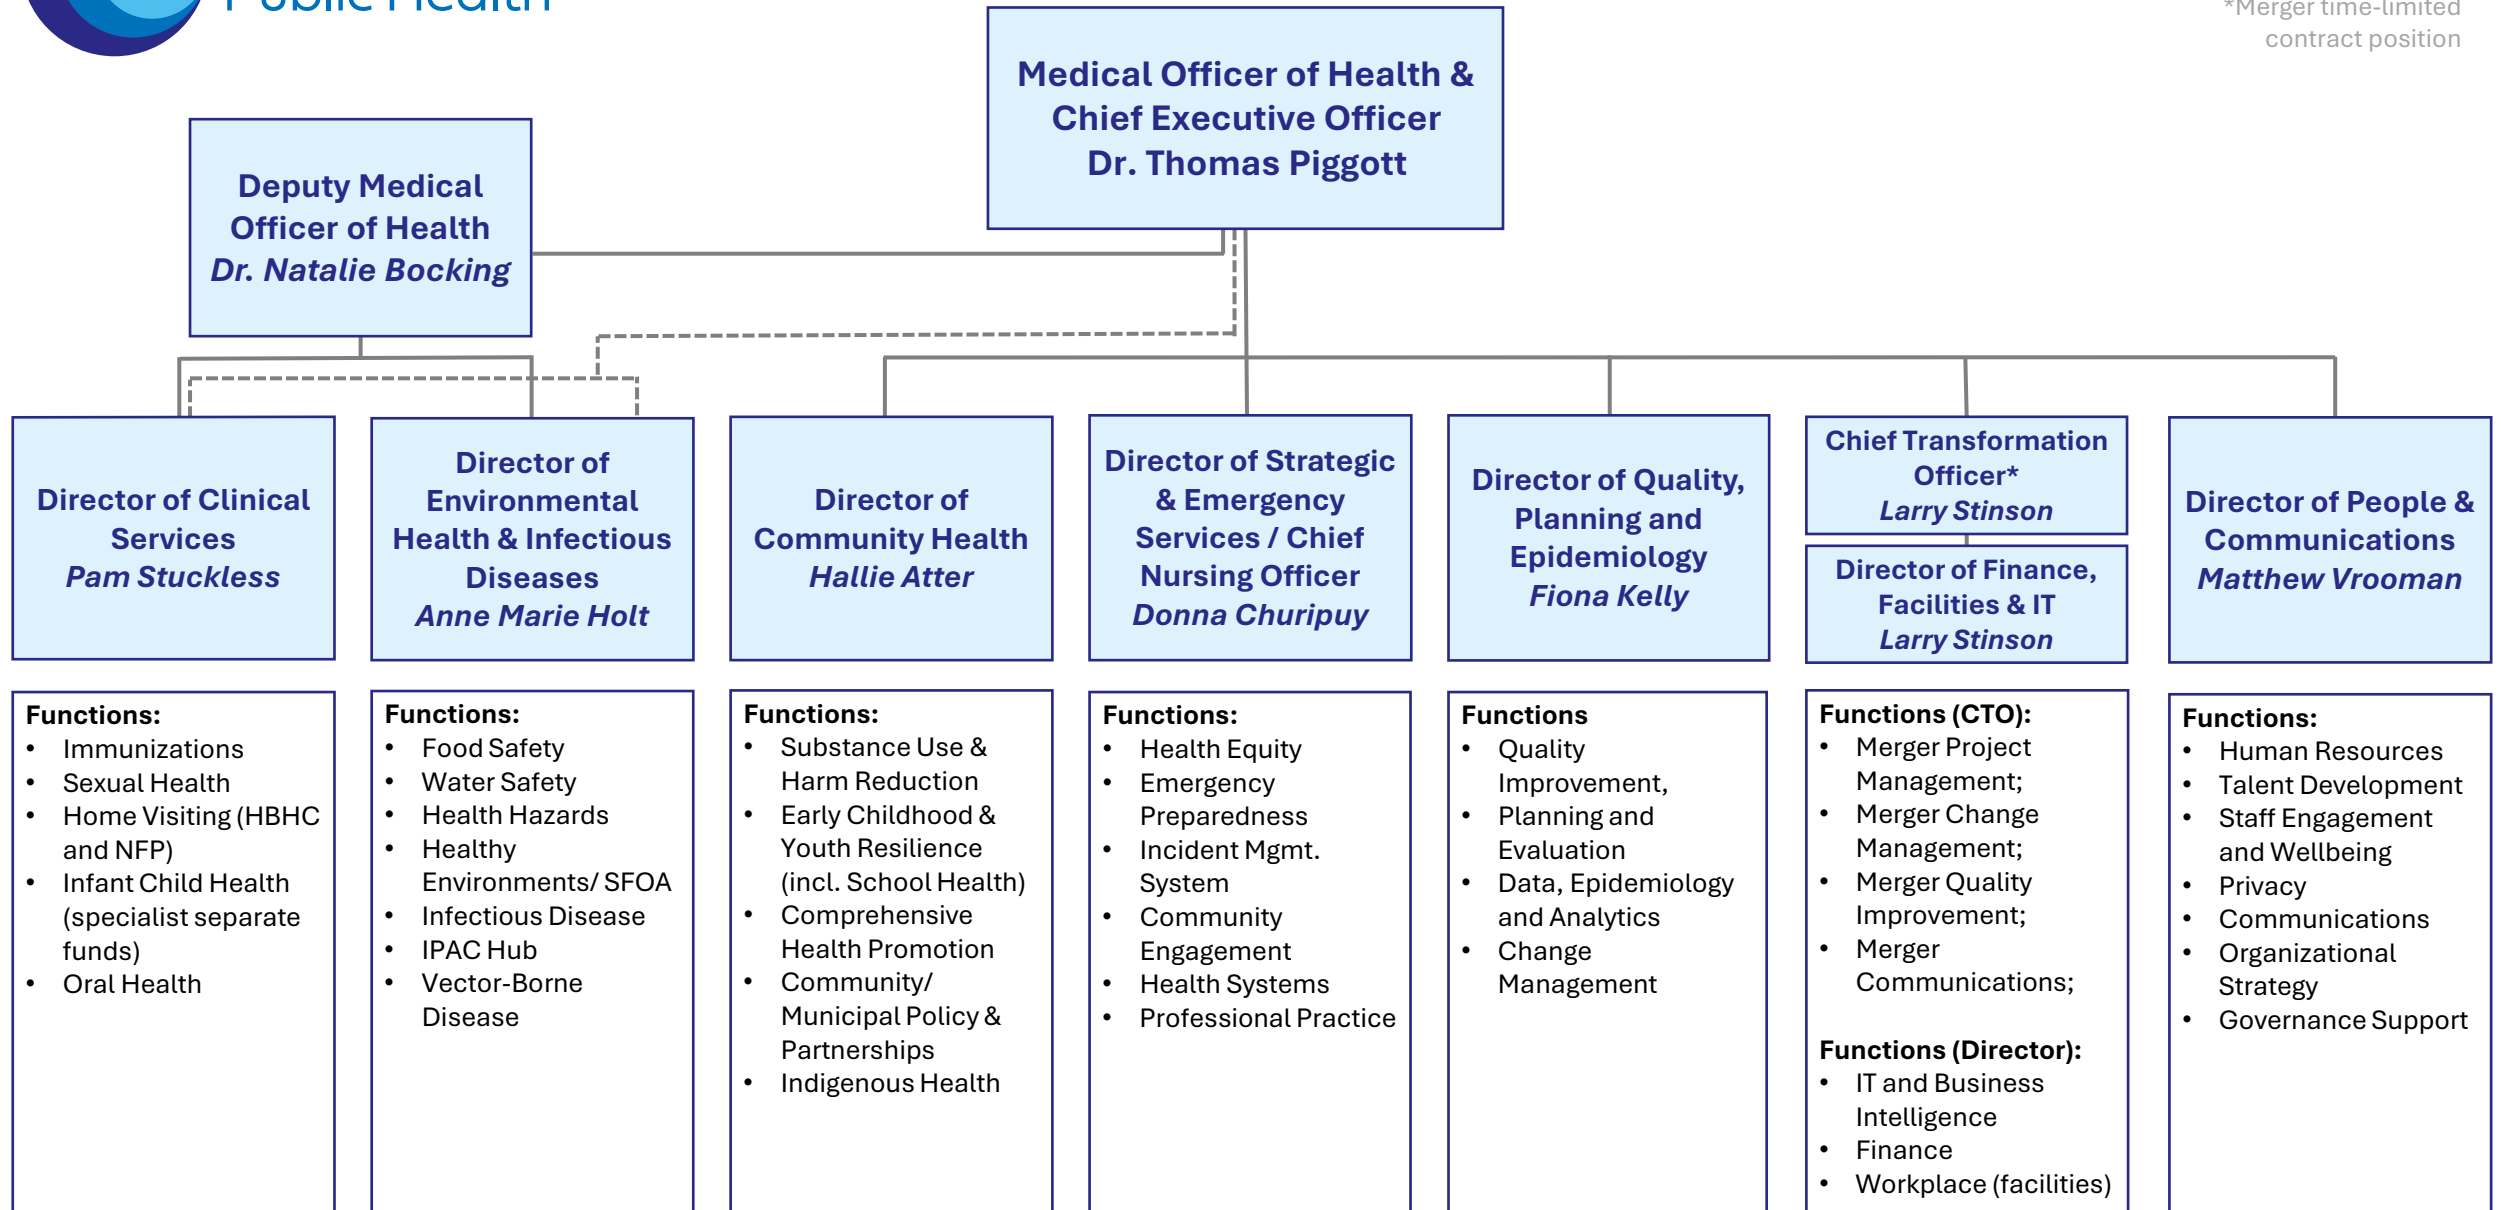 Public Health
*Merger time-limited
contract position
Medical Officer of Health &
Chief Executive Officer
Dr. Thomas Piggott
Deputy Medical
Officer of Health
Dr. Natalie Bocking
Director of Clinical
Services
Pam Stuckless
Director of
Environmental
Health & Infectious
Diseases
Anne Marie Holt
Director of
Community Health
Hallie Atter
Director of Strategic
& Emergency
Services / Chief
Nursing Officer
Donna Churipuy
Director of Quality,
Planning and
Epidemiology
Fiona Kelly
Chief Transformation
Officer*
Larry Stinson
Director of Finance,
Facilities & IT
Larry Stinson
Director of People &
Communications
Matthew Vrooman
Functions:
• Immunizations
• Sexual Health
• Home Visiting (HBHC
and NFP)
• Infant Child Health
(specialist separate
funds)
• Oral Health
Functions:
• Food Safety
• Water Safety
• Health Hazards
• Healthy
Environments/ SFOA
• Infectious Disease
• IPAC Hub
• Vector-Borne
Disease
Functions:
• Substance Use &
Harm Reduction
• Early Childhood &
Youth Resilience
(incl. School Health)
• Comprehensive
Health Promotion
• Community/
Municipal Policy &
Partnerships
• Indigenous Health
Functions:
• Health Equity
• Emergency
Preparedness
• Incident Mgmt.
System
• Community
Engagement
• Health Systems
• Professional Practice
Functions
• Quality
Improvement,
• Planning and
Evaluation
• Data, Epidemiology
and Analytics
• Change
Management
Functions (CTO):
• Merger Project
Management;
• Merger Change
Management;
• Merger Quality
Improvement;
• Merger
Communications;
Functions (Director):
• IT and Business
Intelligence
• Finance
• Workplace (facilities)
Functions:
• Human Resources
• Talent Development
• Staff Engagement
and Wellbeing
• Privacy
• Communications
• Organizational
Strategy
• Governance Support